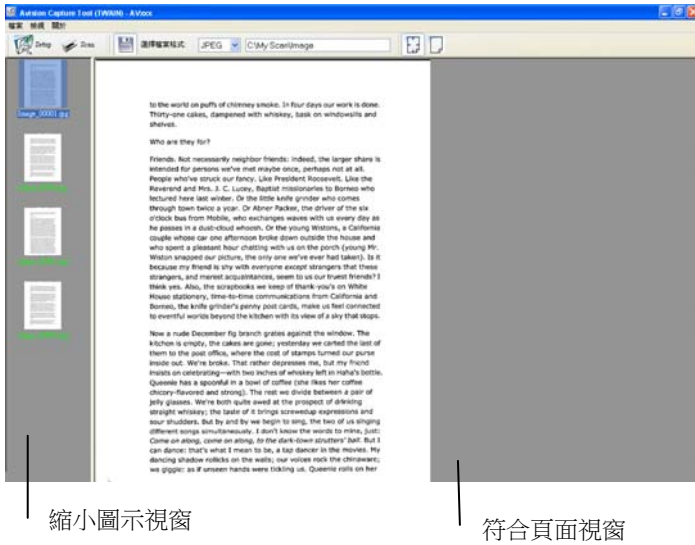 Avision Capture Tool (TWAIN) - AVxxx
檔案 檢視 關於
Setup Scan 選擇檔案格式: JPEG C:\My Scan\Image
Image_00001.jpg
to the world on puffs of chimney smoke. In four days our work is done.
Thirty-one cakes, dampened with whiskey, bask on windowsills and
shelves.
Who are they for?
Friends. Not necessarily neighbor friends: indeed, the larger share is
intended for persons we've met maybe once, perhaps not at all.
People who've struck our fancy. Like President Roosevelt. Like the
Reverend and Mrs. J. C. Lucey, Baptist missionaries to Borneo who
lectured here last winter. Or the little knife grinder who comes
through town twice a year. Or Abner Packer, the driver of the six
o'clock bus from Mobile, who exchanges waves with us every day as
he passes in a dust-cloud whoosh. Or the young Wistons, a California
couple whose car one afternoon broke down outside the house and
who spent a pleasant hour chatting with us on the porch (young Mr.
Wiston snapped our picture, the only one we've ever had taken). Is it
because my friend is shy with everyone except strangers that these
strangers, and merest acquaintances, seem to us our truest friends? I
think yes. Also, the scrapbooks we keep of thank-you's on White
House stationery, time-to-time communications from California and
Borneo, the knife grinder's penny post cards, make us feel connected
to eventful worlds beyond the kitchen with its view of a sky that stops.
Now a nude December fig branch grates against the window. The
kitchen is empty, the cakes are gone; yesterday we carted the last of
them to the post office, where the cost of stamps turned our purse
inside out. We're broke. That rather depresses me, but my friend
insists on celebrating—with two inches of whiskey left in Haha's bottle.
Queenie has a spoonful in a bowl of coffee (she likes her coffee
chicory-flavored and strong). The rest we divide between a pair of
jelly glasses. We're both quite awed at the prospect of drinking
straight whiskey; the taste of it brings screwedup expressions and
sour shudders. But by and by we begin to sing, the two of us singing
different songs simultaneously. I don't know the words to mine, just:
Come on along, come on along, to the dark-town strutters' ball. But I
can dance: that's what I mean to be, a tap dancer in the movies. My
dancing shadow rollicks on the walls; our voices rock the chinaware;
we giggle: as if unseen hands were tickling us. Queenie rolls on her
縮小圖示視窗
符合頁面視窗